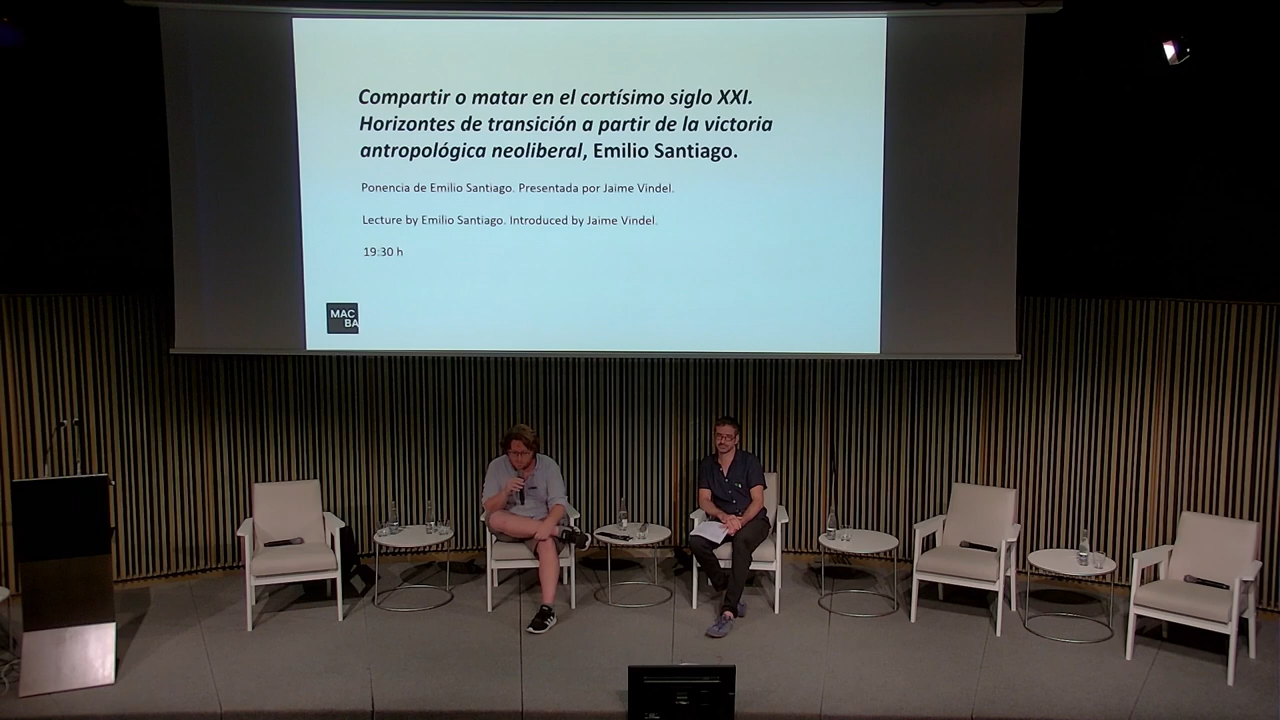 Compartir o matar en el cortísimo siglo XXI.
Horizontes de transición a partir de la victoria
antropológica neoliberal, Emilio Santiago.
Ponencia de Emilio Santiago. Presentada por Jaime Vindel.
Lecture by Emilio Santiago. Introduced by Jaime Vindel.
19:30 h
MAC
BA